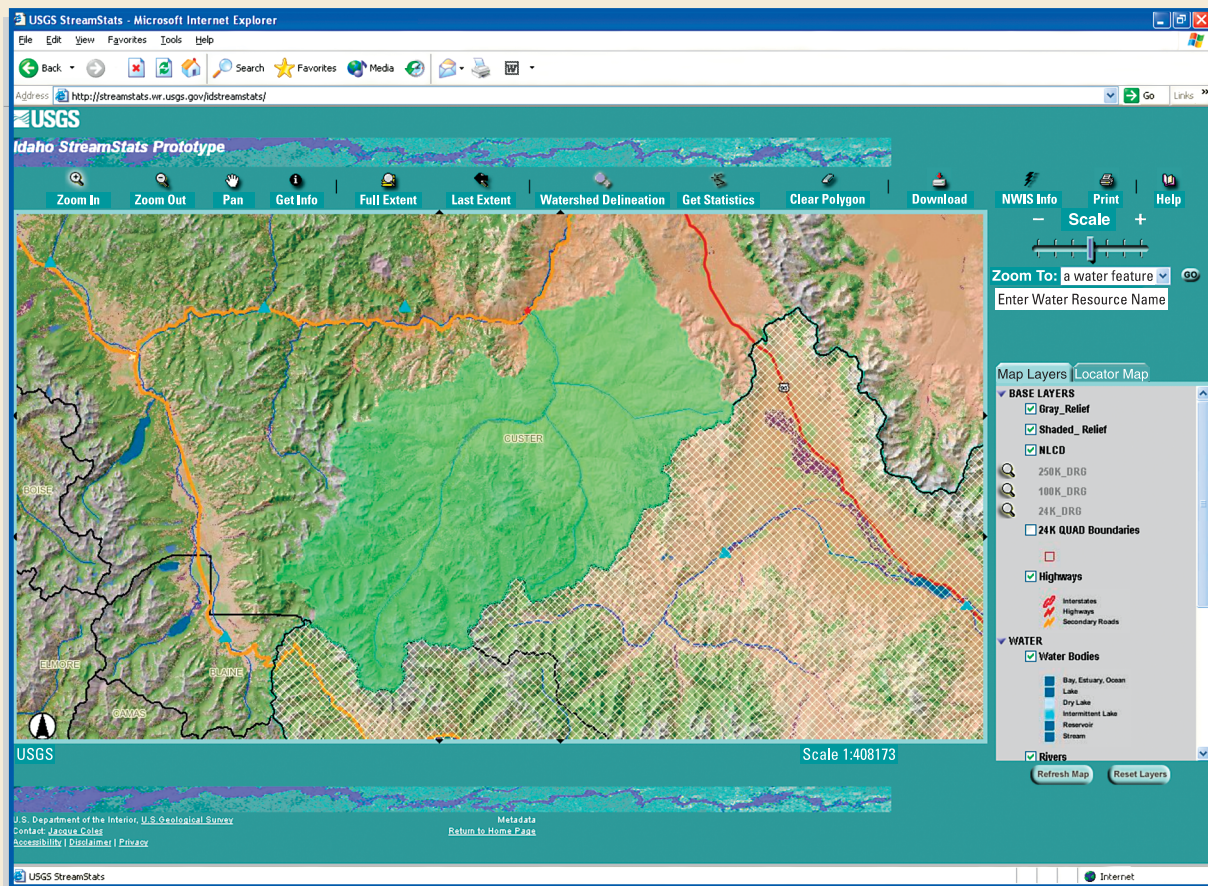 USGS StreamStats - Microsoft Internet Explorer
File Edit View Favorites Tools Help
Back Search Favorites Media
Address http://streamstats.wr.usgs.gov/idstreamstats/ Go Links »
USGS
Idaho StreamStats Prototype
Zoom In Zoom Out Pan Get Info Full Extent Last Extent Watershed Delineation Get Statistics Clear Polygon Download NWIS Info Print Help
− Scale +
Zoom To: a water feature GO
Enter Water Resource Name
Map Layers Locator Map
BASE LAYERS
Gray_Relief
Shaded_ Relief
NLCD
250K_DRG
100K_DRG
24K_DRG
24K QUAD Boundaries
Highways
Interstates
Highways
Secondary Roads
WATER
Water Bodies
Bay, Estuary, Ocean
Lake
Dry Lake
Intermittent Lake
Reservoir
Stream
Rivers
Refresh Map Reset Layers
CUSTER
BOISE
ELMORE
BLAINE
CAMAS
USGS Scale 1:408173
U.S. Department of the Interior, U.S.Geological Survey
Contact: Jacque Coles
Accessibility | Disclaimer | Privacy
Metadata
Return to Home Page
USGS StreamStats Internet